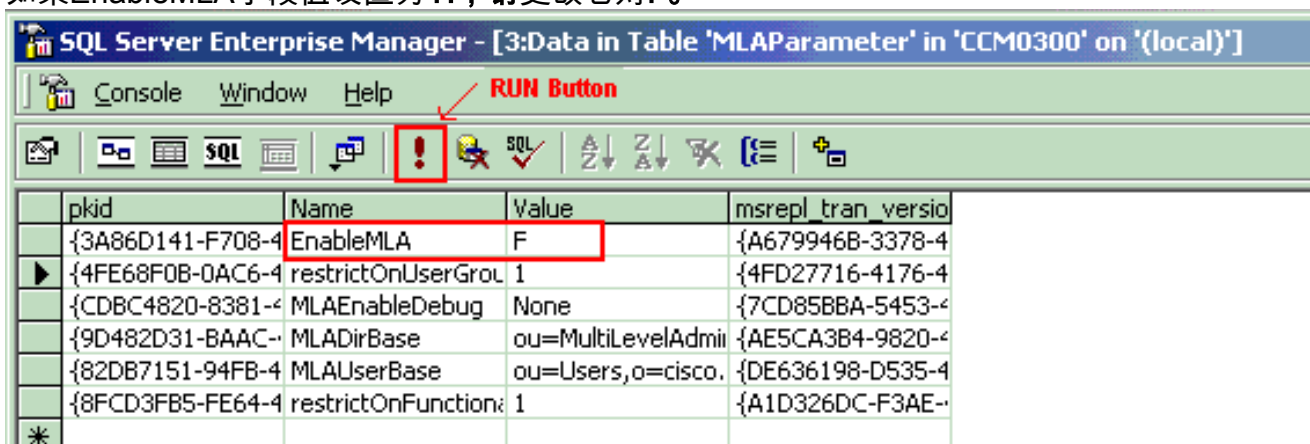 SQL Server Enterprise Manager - [3:Data in Table 'MLAParameter' in 'CCM0300' on '(local)']
Console Window Help
RUN Button
SQL SQL A Z Z A
pkid Name Value msrepl_tran_versio
{3A86D141-F708-4 EnableMLA F {A679946B-3378-4
{4FE68F0B-0AC6-4 restrictOnUserGrou 1 {4FD27716-4176-4
{CDBC4820-8381-4 MLAEnableDebug None {7CD85BBA-5453-4
{9D482D31-BAAC- MLADirBase ou=MultiLevelAdmi {AE5CA3B4-9820-4
{82DB7151-94FB-4 MLAUserBase ou=Users,o=cisco. {DE636198-D535-4
{8FCD3FB5-FE64-4 restrictOnFunctiona 1 {A1D326DC-F3AE-